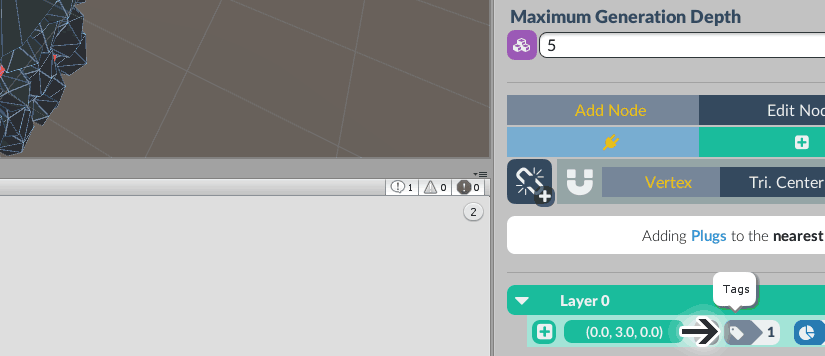 Maximum Generation Depth
5
Add Node
Edit Nod
Vertex
Tri. Center
1
0
0
2
Adding Plugs to the nearest
Tags
Layer 0
(0.0, 3.0, 0.0)
1